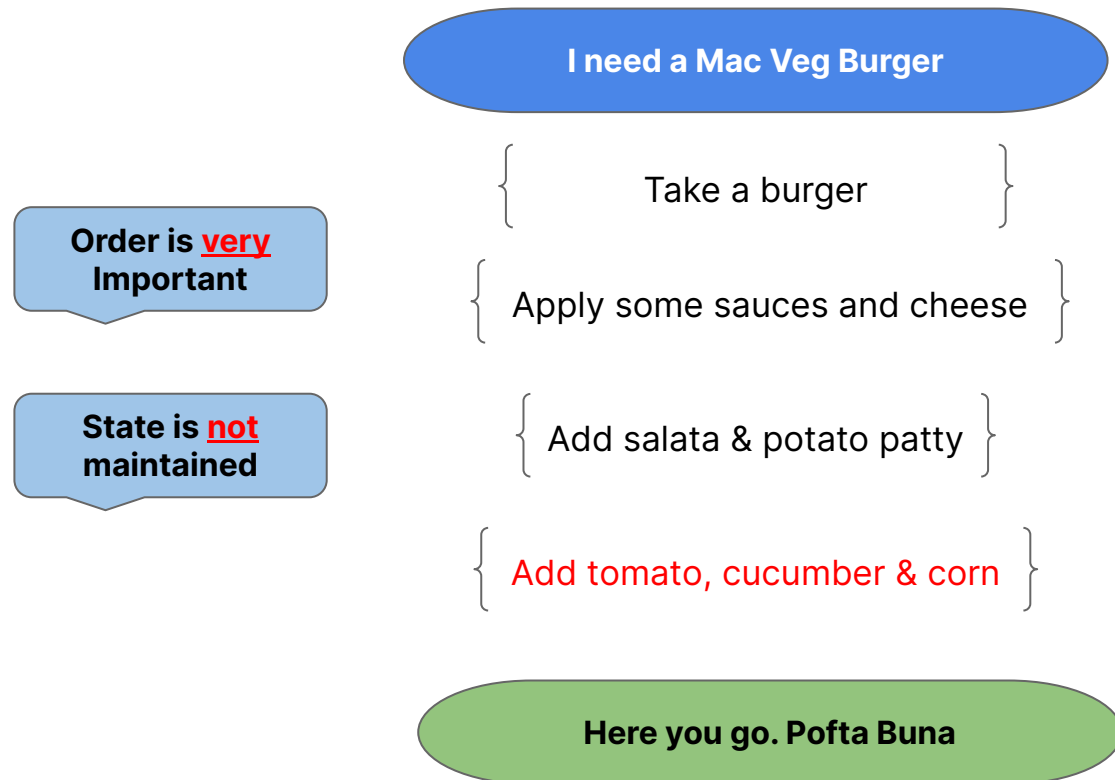 I need a Mac Veg Burger
Take a burger
Order is very
Important
Apply some sauces and cheese
State is not
maintained
Add salata & potato patty
Add tomato, cucumber & corn
Here you go. Pofta Buna